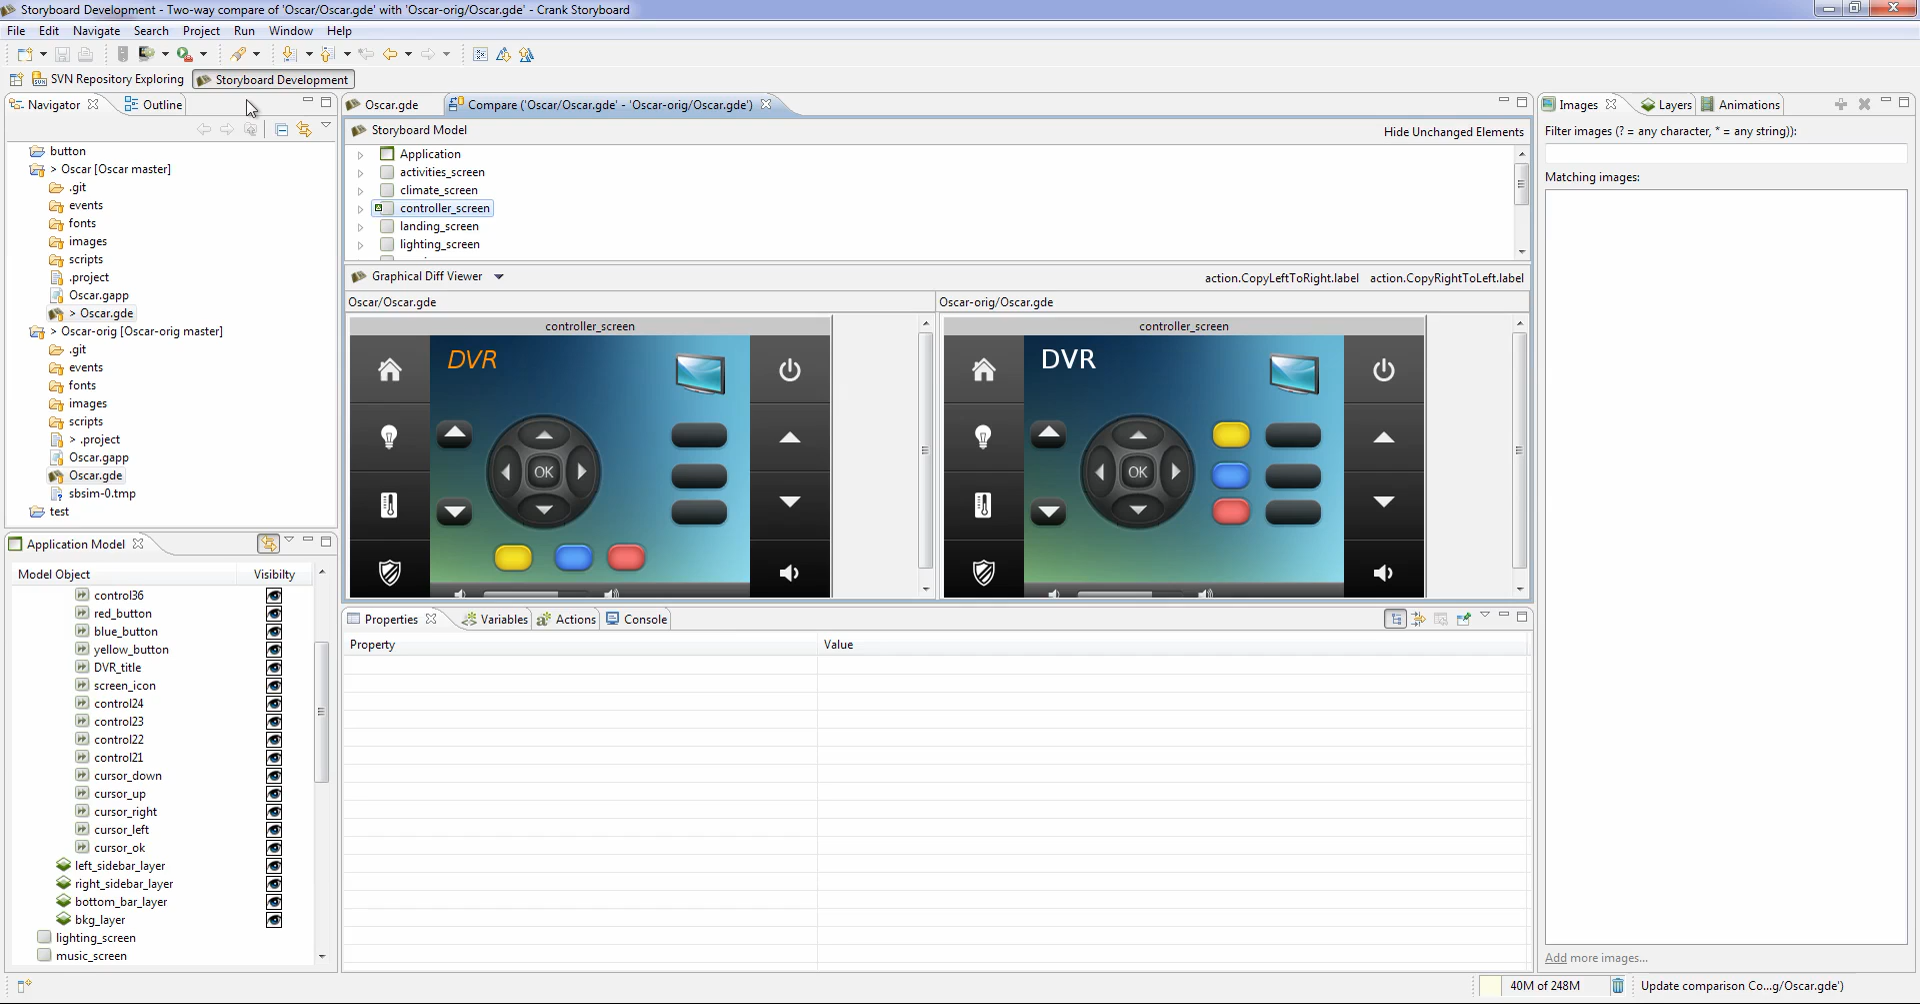 Storyboard Development - Two-way compare of 'Oscar/Oscar.gde' with 'Oscar-orig/Oscar.gde' - Crank Storyboard
File Edit Navigate Search Project Run Window Help
SVN Repository Exploring Storyboard Development
Navigator Outline
button
> Oscar [Oscar master]
.git
events
fonts
images
scripts
.project
Oscar.gapp
> Oscar.gde
> Oscar-orig [Oscar-orig master]
.git
events
fonts
images
scripts
> .project
Oscar.gapp
Oscar.gde
sbsim-0.tmp
test
Application Model
Model Object Visibilty
control36
red_button
blue_button
yellow_button
DVR_title
screen_icon
control24
control23
control22
control21
cursor_down
cursor_up
cursor_right
cursor_left
cursor_ok
left_sidebar_layer
right_sidebar_layer
bottom_bar_layer
bkg_layer
lighting_screen
music_screen
Oscar.gde Compare ('Oscar/Oscar.gde' - 'Oscar-orig/Oscar.gde')
Storyboard Model Hide Unchanged Elements
Application
activities_screen
climate_screen
controller_screen
landing_screen
lighting_screen
Graphical Diff Viewer action.CopyLeftToRight.label action.CopyRightToLeft.label
Oscar/Oscar.gde Oscar-orig/Oscar.gde
controller_screen controller_screen
DVR DVR
OK OK
Properties Variables Actions Console
Property Value
Images Layers Animations
Filter images (? = any character, * = any string)):
Matching images:
Add more images...
40M of 248M Update comparison Co...g/Oscar.gde')